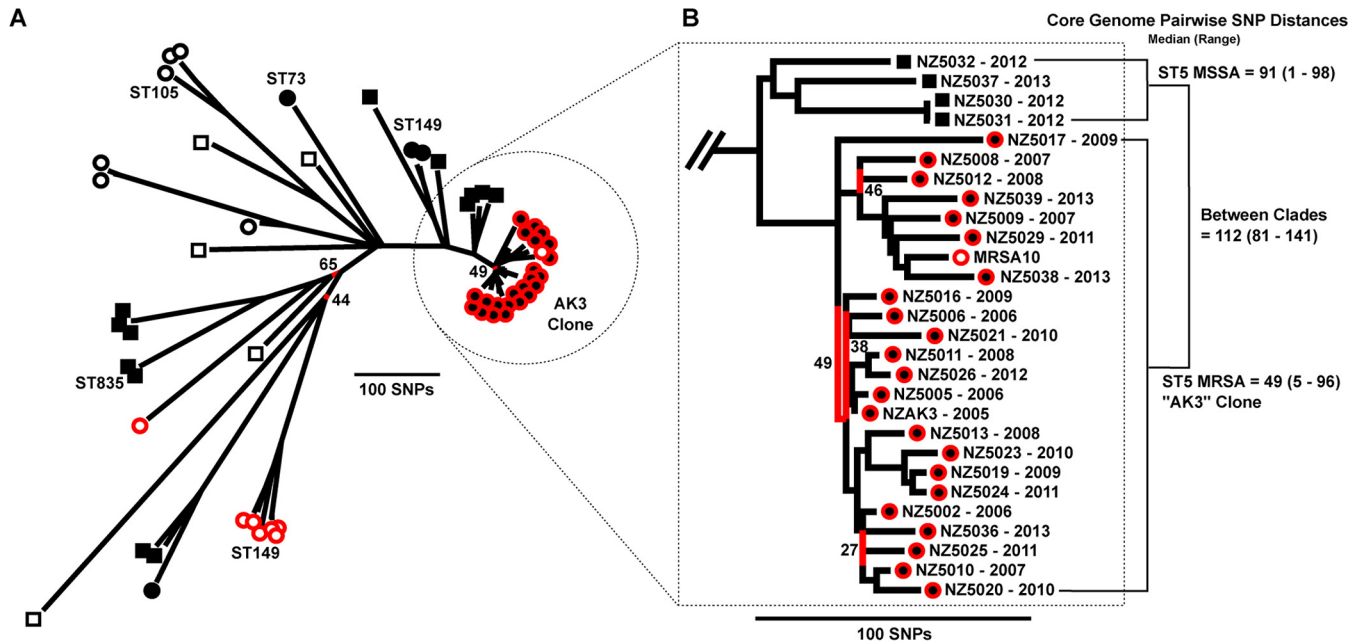 A
ST105
ST73
ST149
65
44
49
AK3
Clone
ST835
100 SNPs
ST149
B
Core Genome Pairwise SNP Distances
Median (Range)
NZ5032 - 2012
ST5 MSSA = 91 (1 - 98)
NZ5037 - 2013
NZ5030 - 2012
NZ5031 - 2012
NZ5017 - 2009
NZ5008 - 2007
NZ5012 - 2008
46
NZ5039 - 2013
NZ5009 - 2007
Between Clades
= 112 (81 - 141)
NZ5029 - 2011
MRSA10
NZ5038 - 2013
NZ5016 - 2009
NZ5006 - 2006
NZ5021 - 2010
38
49
NZ5011 - 2008
NZ5026 - 2012
ST5 MRSA = 49 (5 - 96)
"AK3" Clone
NZ5005 - 2006
NZAK3 - 2005
NZ5013 - 2008
NZ5023 - 2010
NZ5019 - 2009
NZ5024 - 2011
NZ5002 - 2006
NZ5036 - 2013
27
NZ5025 - 2011
NZ5010 - 2007
NZ5020 - 2010
100 SNPs